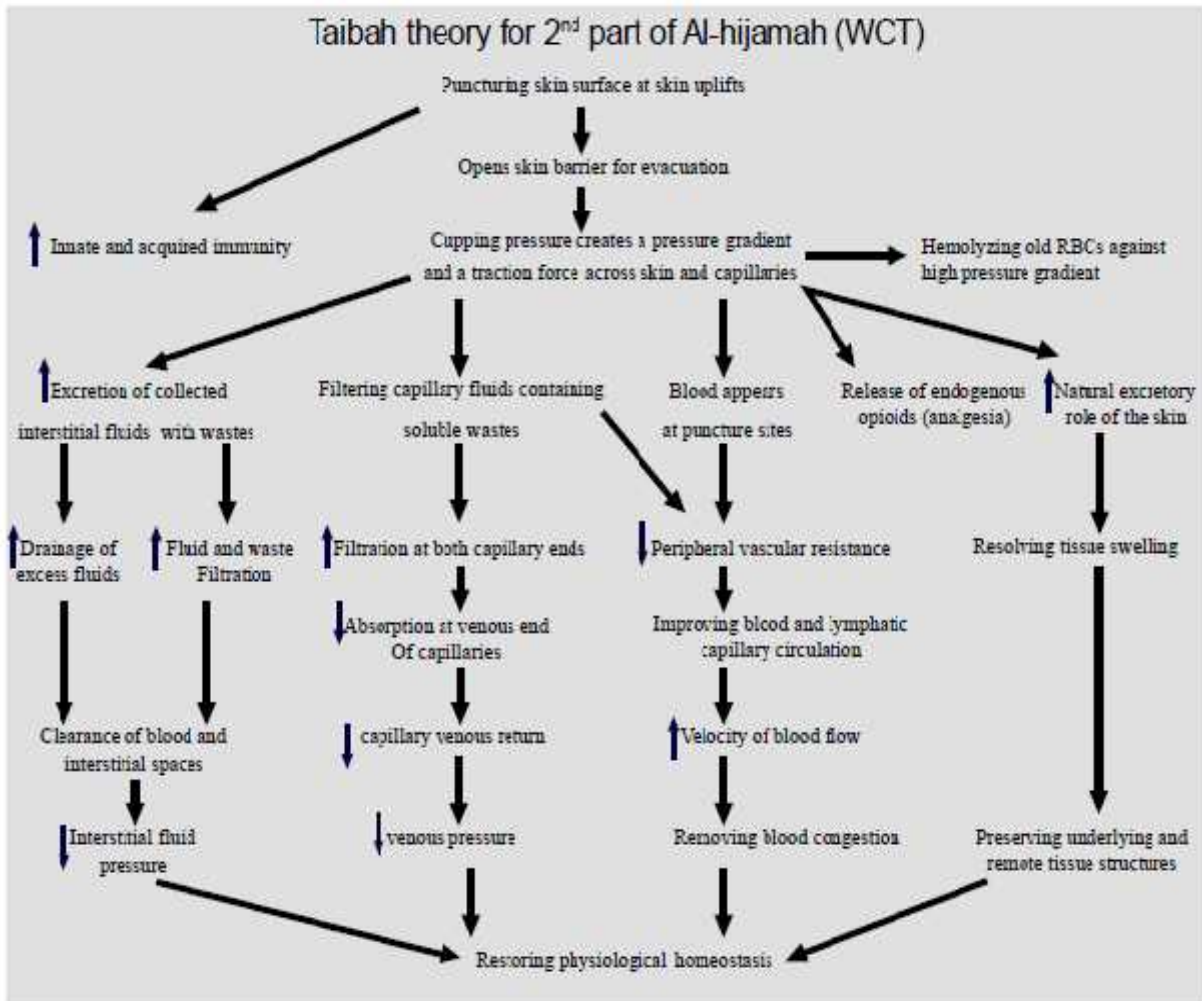 Taibah theory for 2nd part of Al-hijamah (WCT)
Puncturing skin surface at skin uplifts
Opens skin barrier for evacuation
Innate and acquired immunity
Cupping pressure creates a pressure gradient
and a traction force across skin and capillaries
Hemolyzing old RBCs against
high pressure gradient
Excretion of collected
interstitial fluids with wastes
Filtering capillary fluids containing
soluble wastes
Blood appears
at puncture sites
Release of endogenous
opioids (analgesia)
Natural excretory
role of the skin
Drainage of
excess fluids
Fluid and waste
Filtration
Filtration at both capillary ends
Peripheral vascular resistance
Resolving tissue swelling
Absorption at venous end
Of capillaries
Improving blood and lymphatic
capillary circulation
Clearance of blood and
interstitial spaces
capillary venous return
Velocity of blood flow
Interstitial fluid
pressure
venous pressure
Removing blood congestion
Preserving underlying and
remote tissue structures
Restoring physiological homeostasis